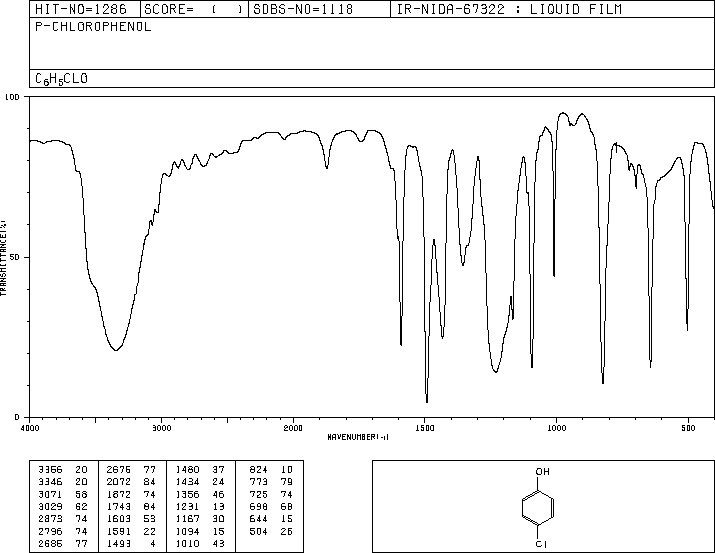 HIT-NO=1286 SCORE= ( ) SDBS-NO=1118 IR-NIDA-67322 : LIQUID FILM
P-CHLOROPHENOL
C6H5CLO
100
50
0
TRANSMITTANCE(%)
4000 3000 2000 1500 1000 500
WAVENUMBER(-1)
3366 20 2676 77 1480 37 824 10
3346 20 2072 84 1434 24 773 79
3071 58 1872 74 1356 46 725 74
3029 62 1743 84 1231 13 698 68
2873 74 1603 53 1167 30 644 15
2796 74 1591 22 1094 15 504 26
2686 77 1493 4 1010 43
OH
Cl